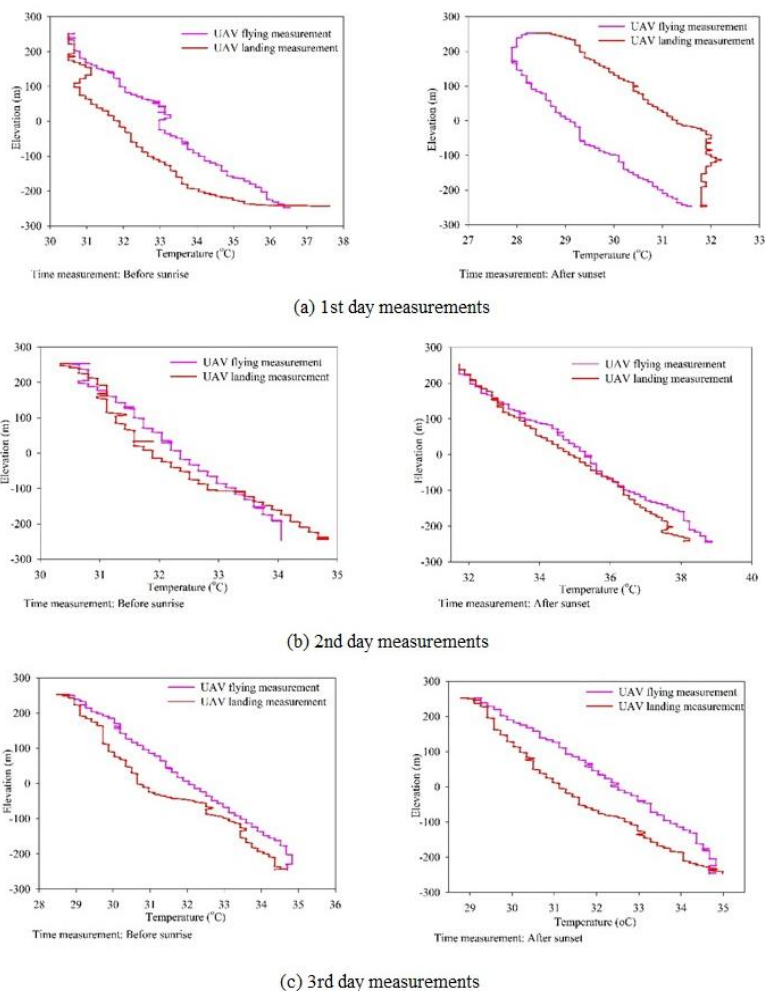 300
200
100
0
-100
-200
-300
Elevation (m)
UAV flying measurement
UAV landing measurement
30 31 32 33 34 35 36 37 38
Temperature (°C)
Time measurement: Before sunrise
300
200
100
0
-100
-200
-300
Elevation (m)
UAV flying measurement
UAV landing measurement
27 28 29 30 31 32 33
Temperature (°C)
Time measurement: After sunset
(a) 1st day measurements
300
200
100
0
-100
-200
-300
Elevation (m)
UAV flying measurement
UAV landing measurement
30 31 32 33 34 35
Temperature (°C)
Time measurement: Before sunrise
300
200
100
0
-100
-200
-300
Elevation (m)
UAV flying measurement
UAV landing measurement
32 34 36 38 40
Temperature (°C)
Time measurement: After sunset
(b) 2nd day measurements
300
200
100
0
-100
-200
-300
Elevation (m)
UAV flying measurement
UAV landing measurement
28 29 30 31 32 33 34 35 36
Temperature (°C)
Time measurement: Before sunrise
300
200
100
0
-100
-200
-300
Elevation (m)
UAV flying measurement
UAV landing measurement
29 30 31 32 33 34 35
Temperature (oC)
Time measurement: After sunset
(c) 3rd day measurements